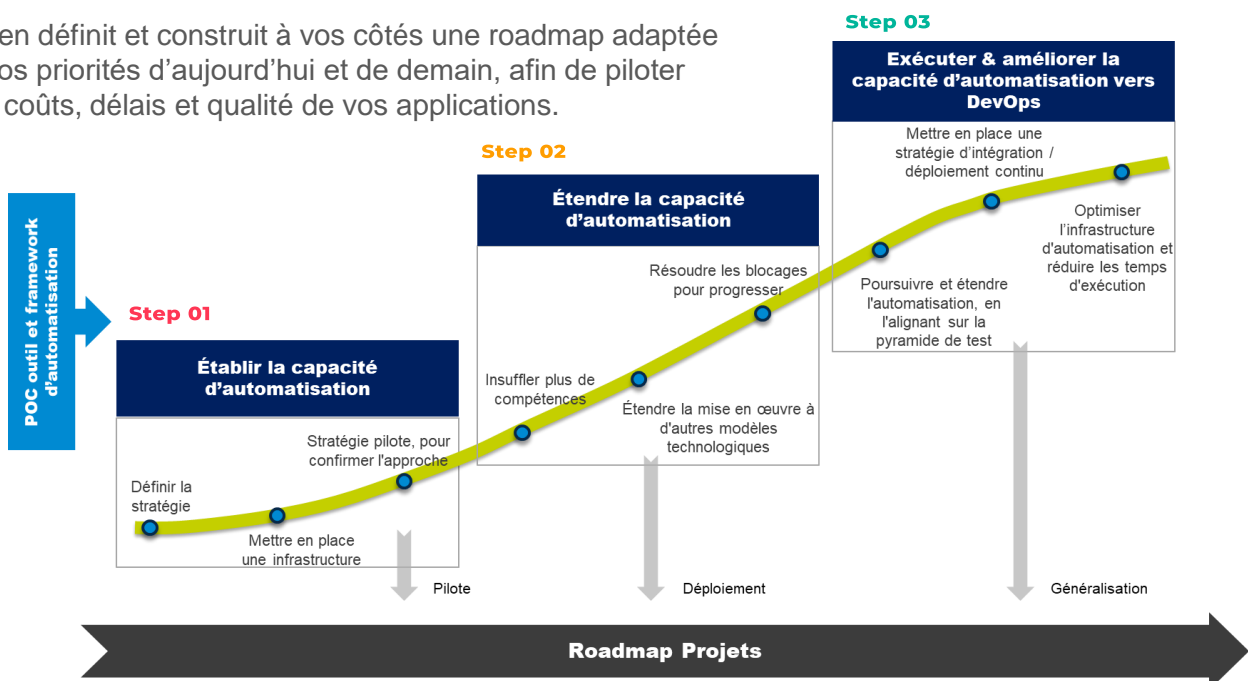 en définit et construit à vos côtés une roadmap adaptée
os priorités d’aujourd’hui et de demain, afin de piloter
coûts, délais et qualité de vos applications.
POC outil et framework
d’automatisation
Step 01
Établir la capacité
d’automatisation
Définir la
stratégie
Mettre en place
une infrastructure
Stratégie pilote, pour
confirmer l'approche
Step 02
Étendre la capacité
d’automatisation
Insuffler plus de
compétences
Étendre la mise en œuvre à
d'autres modèles
technologiques
Résoudre les blocages
pour progresser
Step 03
Exécuter & améliorer la
capacité d’automatisation vers
DevOps
Poursuivre et étendre
l'automatisation, en
l'alignant sur la
pyramide de test
Mettre en place une
stratégie d’intégration /
déploiement continu
Optimiser
l’infrastructure
d'automatisation et
réduire les temps
d'exécution
Pilote
Déploiement
Généralisation
Roadmap Projets